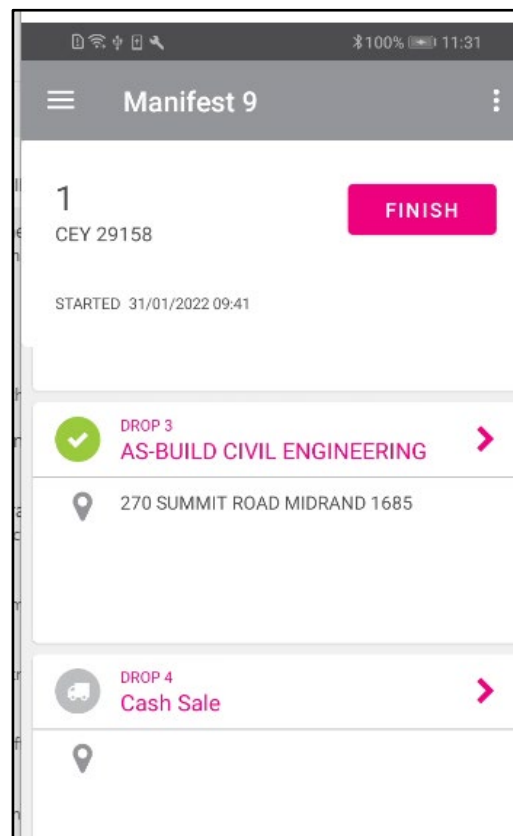 100% 11:31
Manifest 9
1
FINISH
CEY 29158
STARTED 31/01/2022 09:41
DROP 3
AS-BUILD CIVIL ENGINEERING
270 SUMMIT ROAD MIDRAND 1685
DROP 4
Cash Sale